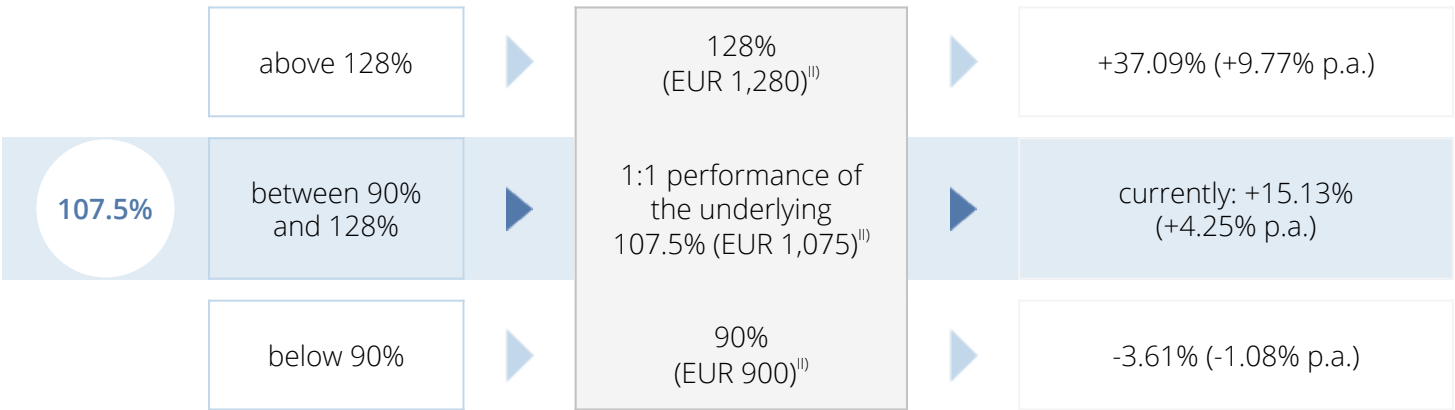 above 128%
128%
(EUR 1,280)II)
+37.09% (+9.77% p.a.)
107.5%
between 90%
and 128%
1:1 performance of
the underlying
107.5% (EUR 1,075)II)
currently: +15.13%
(+4.25% p.a.)
below 90%
90%
(EUR 900)II)
-3.61% (-1.08% p.a.)